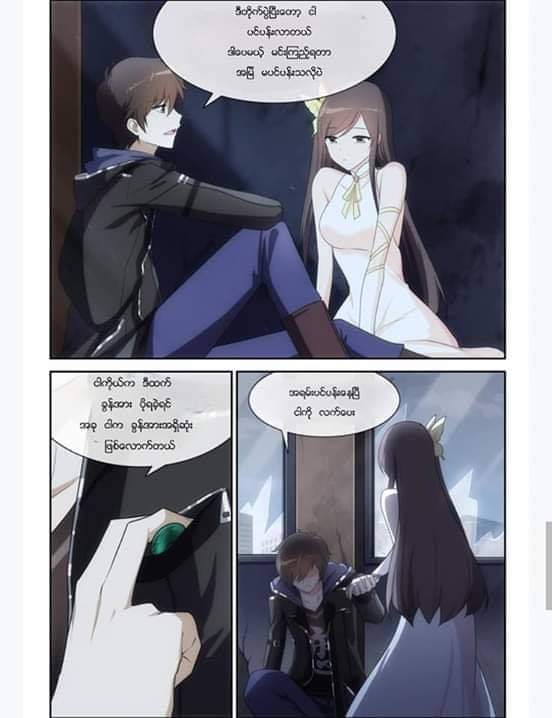 ဒီတိုက်ပွဲပြီးတော့ ငါ
ပင်ပန်းလာတယ်
ဒါပေမယ့် မင်းကြည့်ရတာ
အမြဲ မပင်ပန်းသလိုပဲ
ငါကိုယ်က ဒီထက်
ခွန်အား ပိုရခဲ့ရင်
အခု ငါက ခွန်အားအရှိဆုံး
ဖြစ်လောက်တယ်
အရမ်းပင်ပန်းနေပြီ
ငါ့ကို လက်ပေး